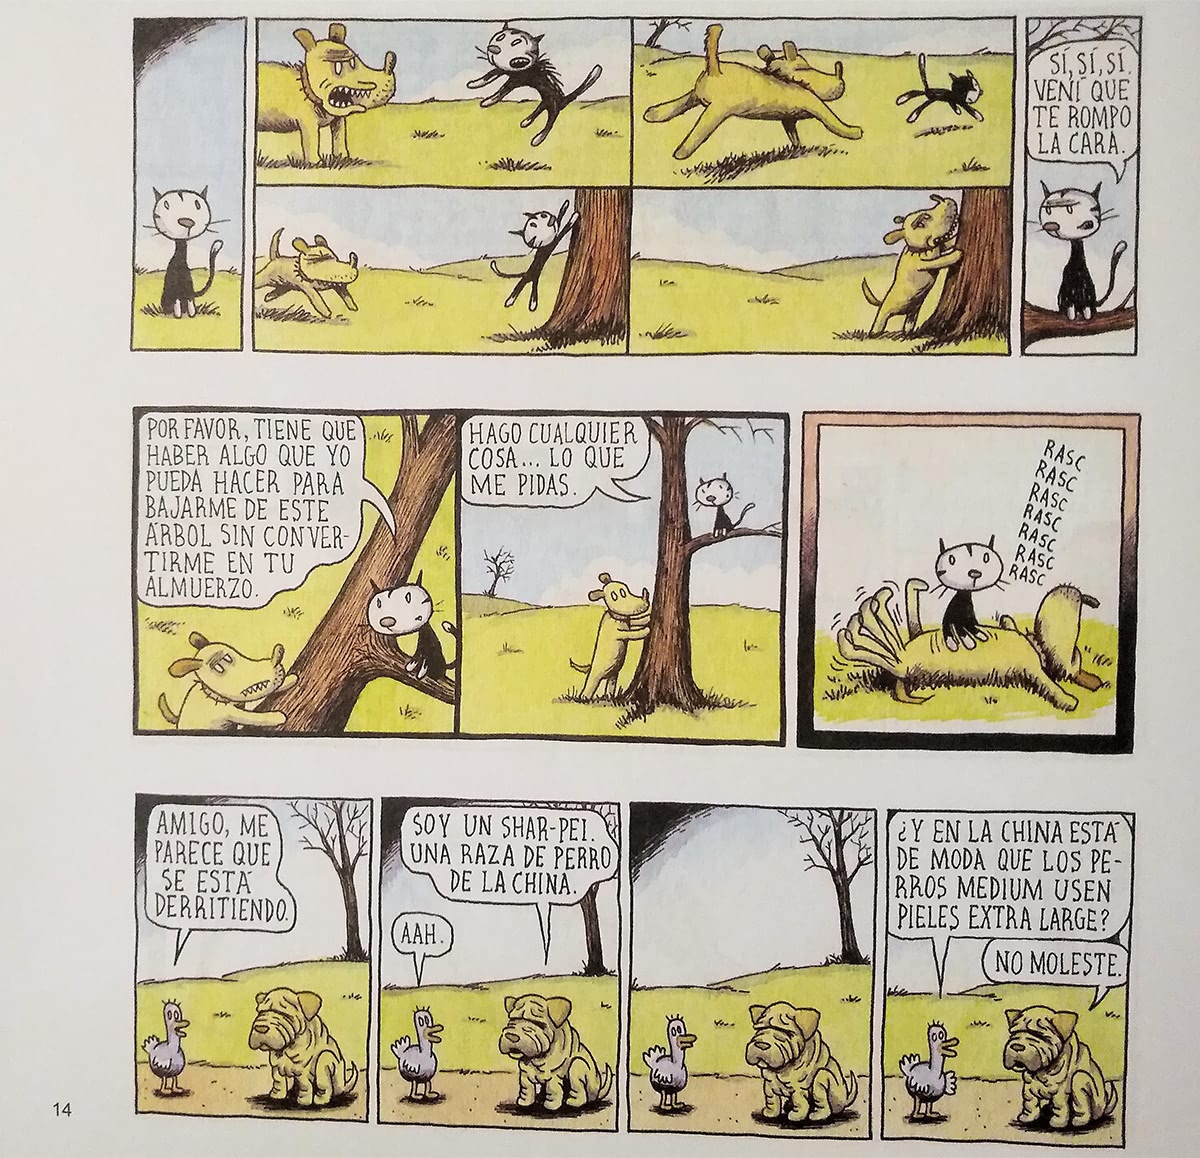 SÍ, SÍ, SÍ.
VENÍ QUE
TE ROMPO
LA CARA.
POR FAVOR, TIENE QUE
HABER ALGO QUE YO
PUEDA HACER PARA
BAJARME DE ESTE
ÁRBOL SIN CONVER-
TIRME EN TU
ALMUERZO.
HAGO CUALQUIER
COSA... LO QUE
ME PIDAS.
RASC
RASC
RASC
RASC
RASC
RASC
RASC
AMIGO, ME
PARECE QUE
SE ESTÁ
DERRITIENDO.
SOY UN SHAR-PEI.
UNA RAZA DE PERRO
DE LA CHINA.
AAH.
¿Y EN LA CHINA ESTÁ
DE MODA QUE LOS PE-
RROS MEDIUM USEN
PIELES EXTRA LARGE?
NO MOLESTE.
14